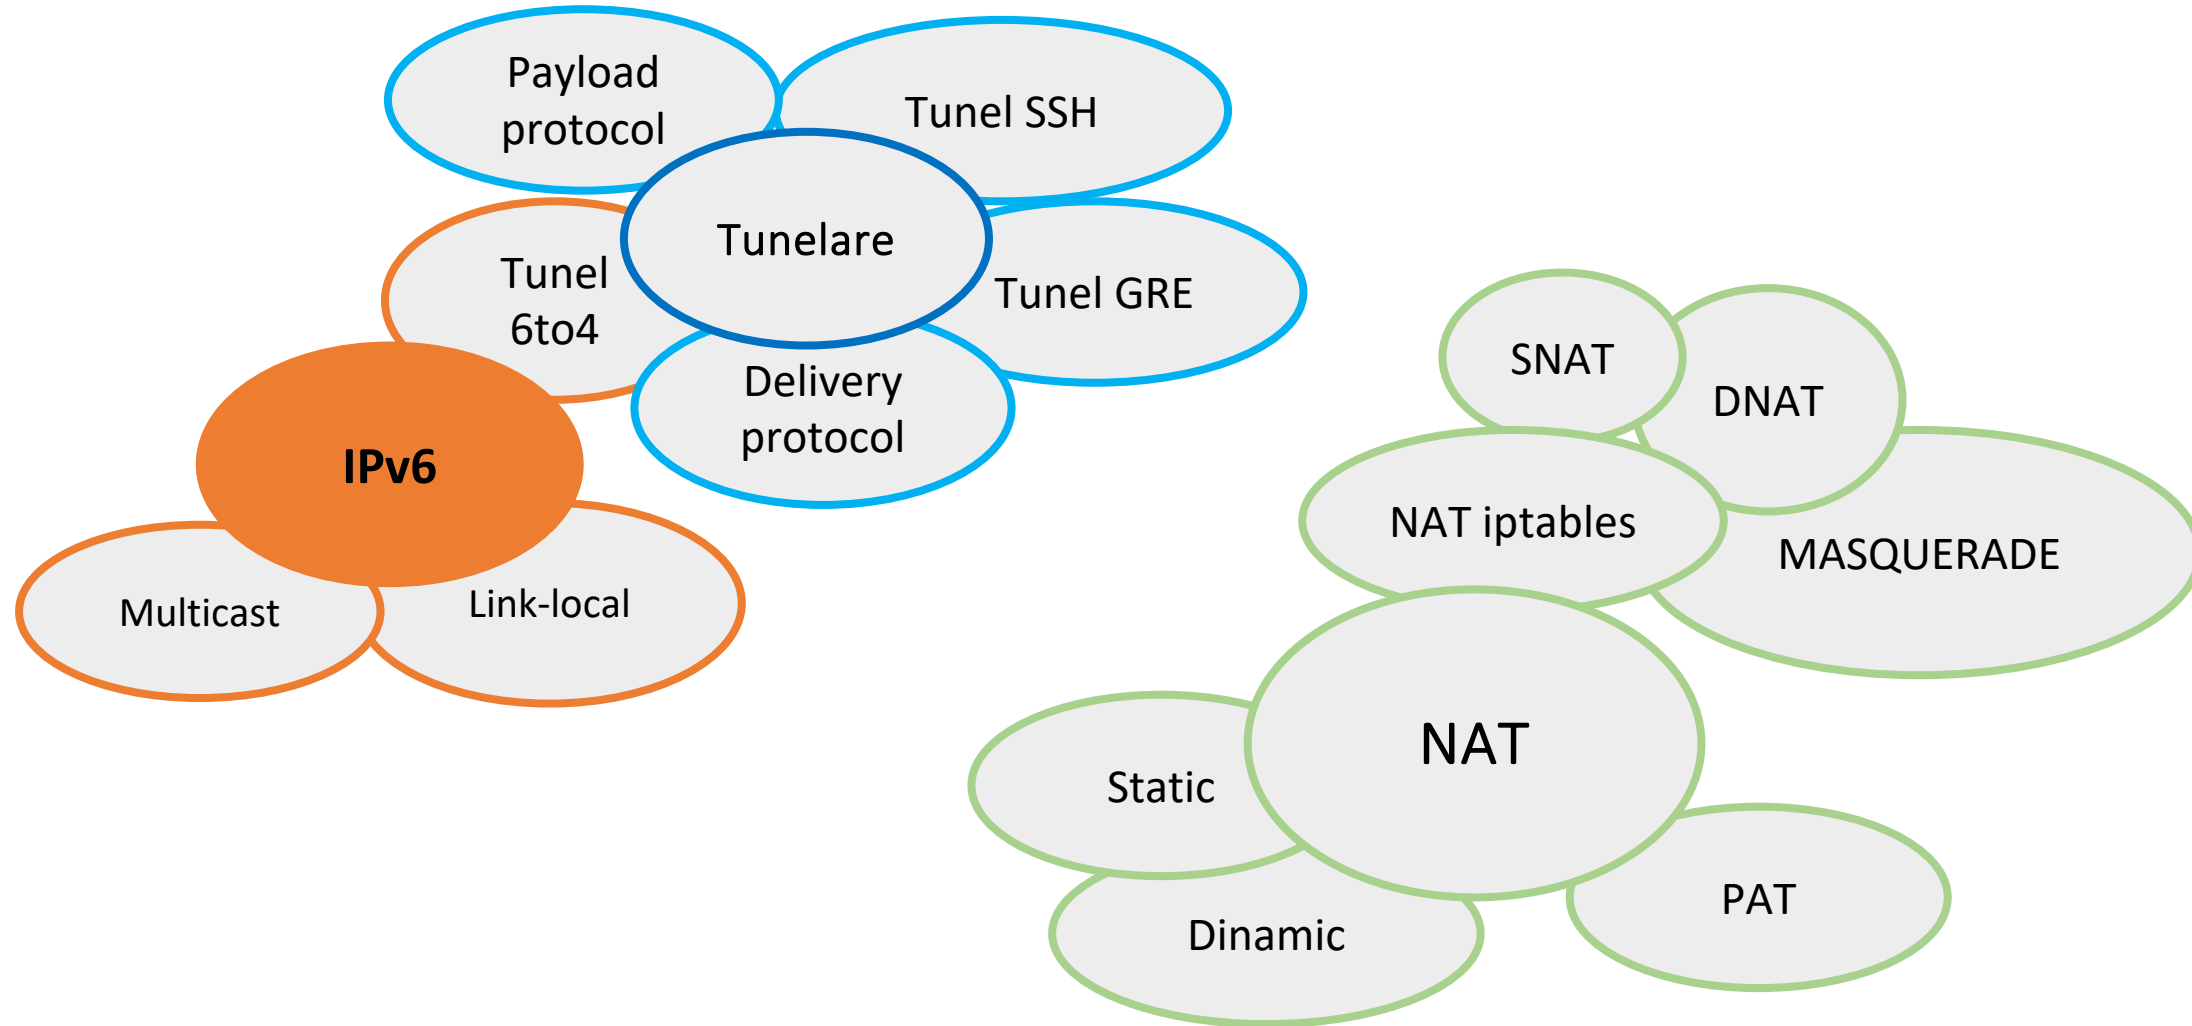 Payload
protocol
Tunel SSH
Tunelare
Tunel
6to4
Tunel GRE
Delivery
protocol
IPv6
Multicast
Link-local
SNAT
DNAT
NAT iptables
MASQUERADE
NAT
Static
PAT
Dinamic